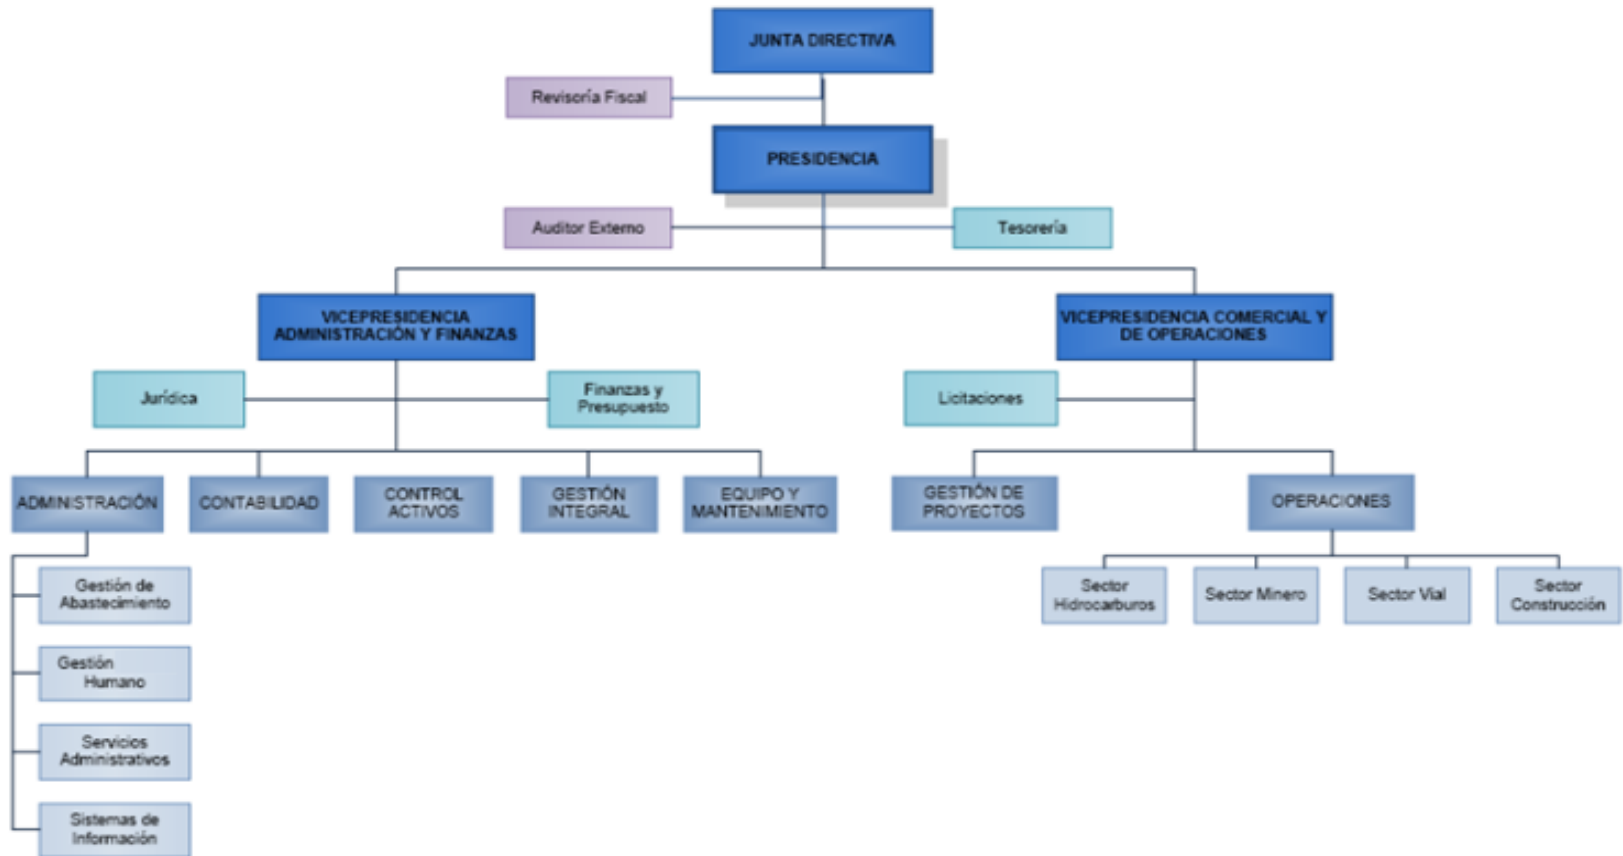 JUNTA DIRECTIVA
Revisoría Fiscal
PRESIDENCIA
Auditor Externo
Tesorería
VICEPRESIDENCIA
ADMINISTRACIÓN Y FINANZAS
VICEPRESIDENCIA COMERCIAL Y
DE OPERACIONES
Jurídica
Finanzas y
Presupuesto
Licitaciones
ADMINISTRACIÓN
CONTABILIDAD
CONTROL
ACTIVOS
GESTIÓN
INTEGRAL
EQUIPO Y
MANTENIMIENTO
GESTIÓN DE
PROYECTOS
OPERACIONES
Gestión de
Abastecimiento
Gestión
Humano
Servicios
Administrativos
Sistemas de
Información
Sector
Hidrocarburos
Sector Minero
Sector Vial
Sector
Construcción